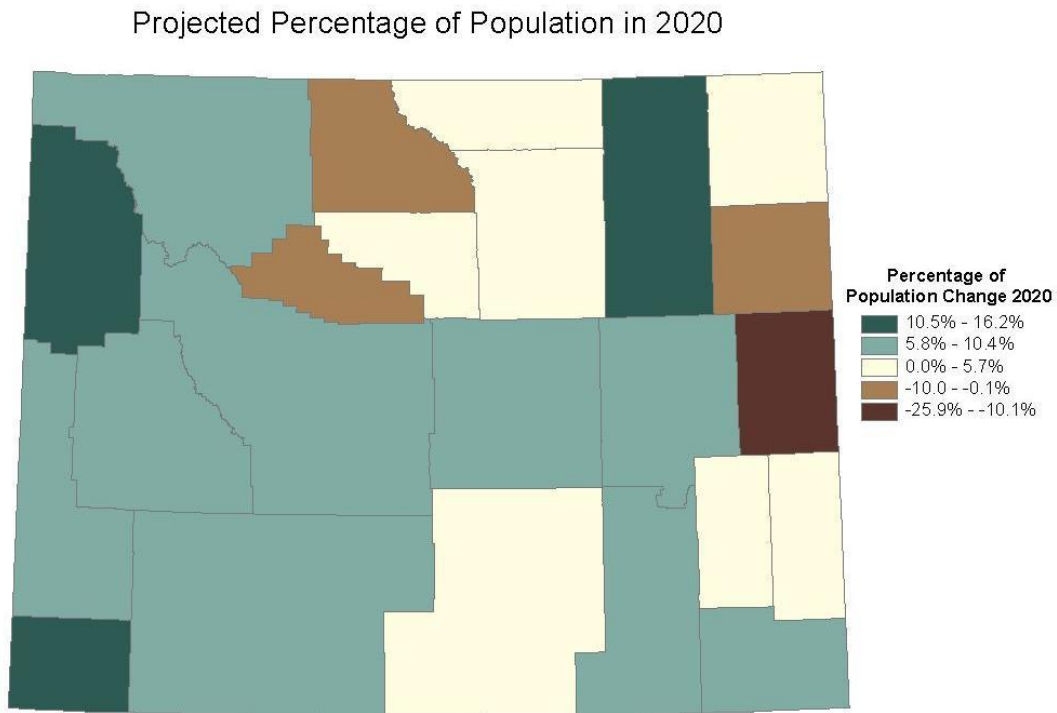 Projected Percentage of Population in 2020
Percentage of
Population Change 2020
10.5% - 16.2%
5.8% - 10.4%
0.0% - 5.7%
-10.0 - -0.1%
-25.9% - -10.1%